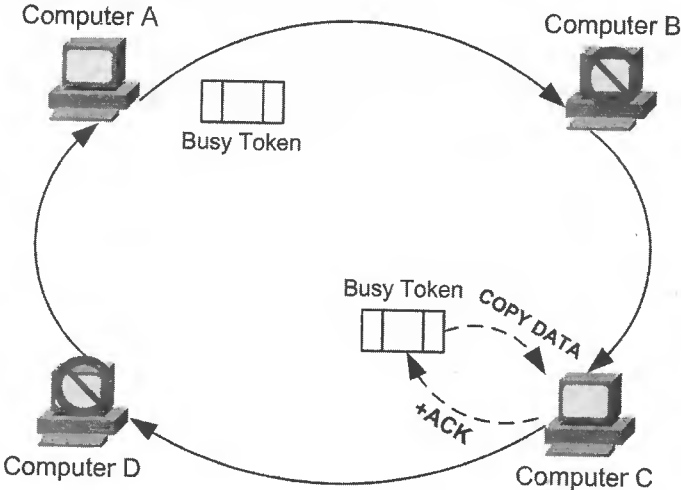 Computer A
Computer B
Busy Token
Busy Token
COPY DATA
+ACK
Computer D
Computer C